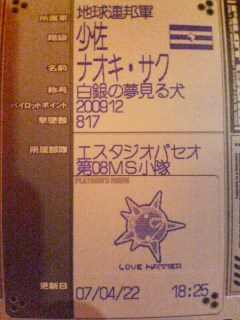 所属軍 地球連邦軍
階級 少佐
名前 ナオキ・サク
称号 白銀の夢見る犬
パイロットポイント 200912
撃墜数 817
所属部隊 エスタジオパセオ
第08MS小隊
PLATOON'S MARK
LOVE HAMMER
更新日 07/04/22 18:25